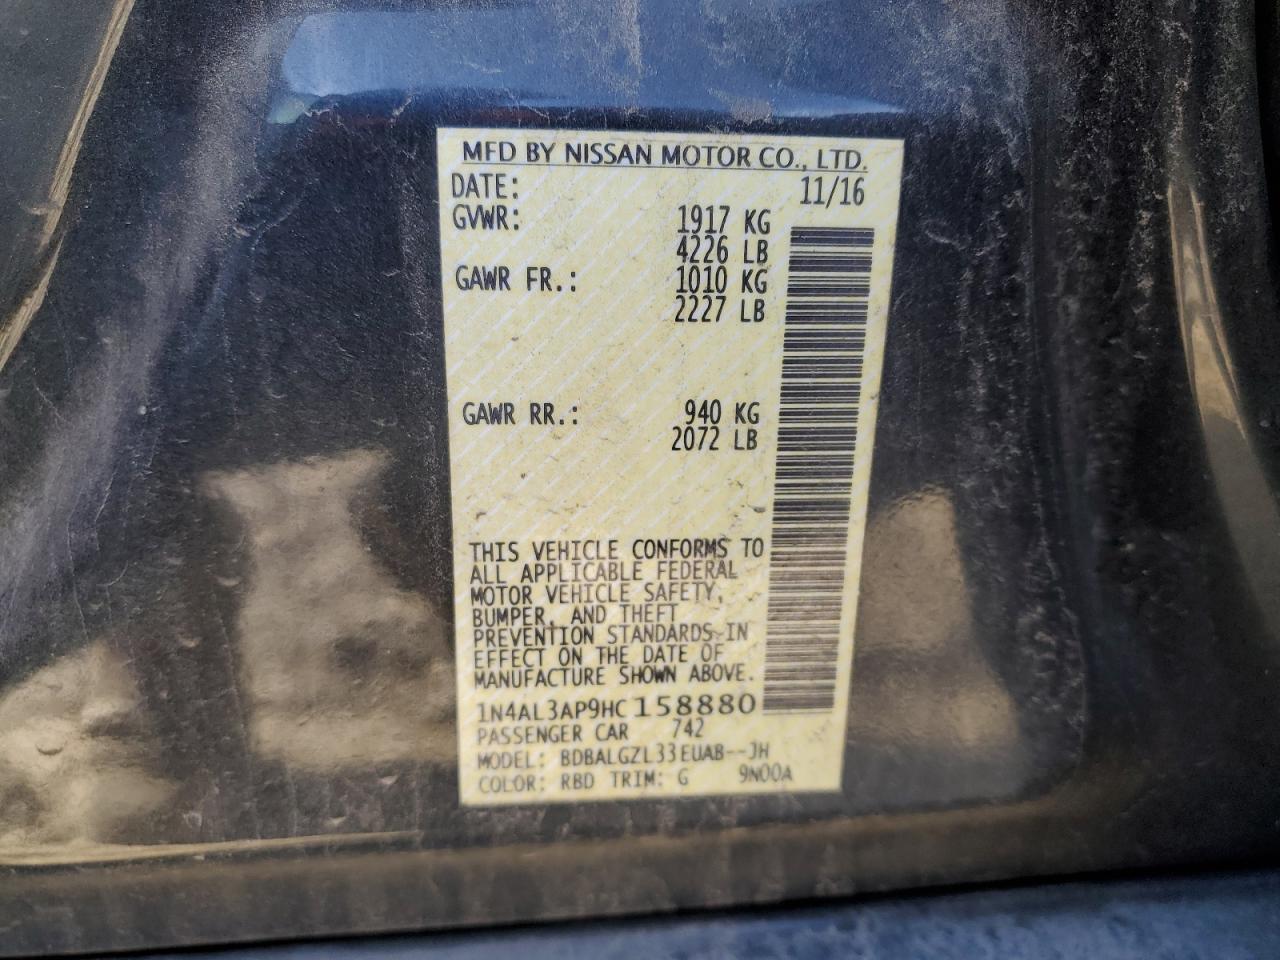 MFD BY NISSAN MOTOR CO., LTD.
DATE: 11/16
GVWR: 1917 KG
4226 LB
GAWR FR.: 1010 KG
2227 LB
GAWR RR.: 940 KG
2072 LB
THIS VEHICLE CONFORMS TO
ALL APPLICABLE FEDERAL
MOTOR VEHICLE SAFETY,
BUMPER, AND THEFT
PREVENTION STANDARDS IN
EFFECT ON THE DATE OF
MANUFACTURE SHOWN ABOVE.
1N4AL3AP9HC158880
PASSENGER CAR 742
MODEL: BDBALGZL33EUAB--JH
COLOR: RBD TRIM: G 9N00A